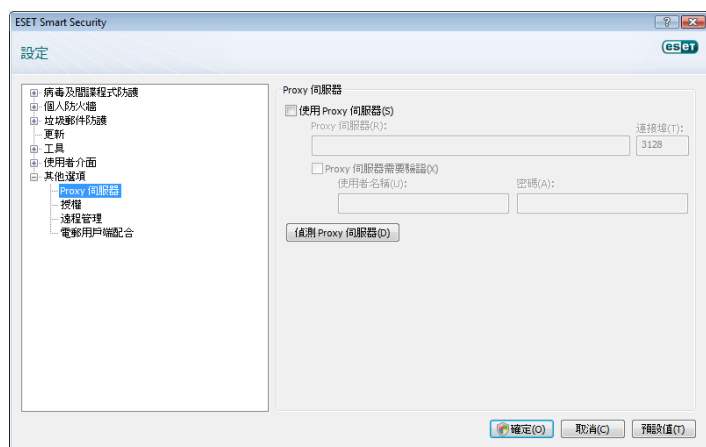 ESET Smart Security
設定
eset
病毒及間諜程式防護
個人防火牆
垃圾郵件防護
更新
工具
使用者介面
其他選項
Proxy 伺服器
授權
遠程管理
電郵用戶端配合
Proxy 伺服器
使用 Proxy 伺服器(S)
Proxy 伺服器(R):
連接埠(T):
3128
Proxy 伺服器需要驗證(X)
使用者名稱(U):
密碼(A):
偵測 Proxy 伺服器(D)
確定(O)
取消(C)
預設值(T)